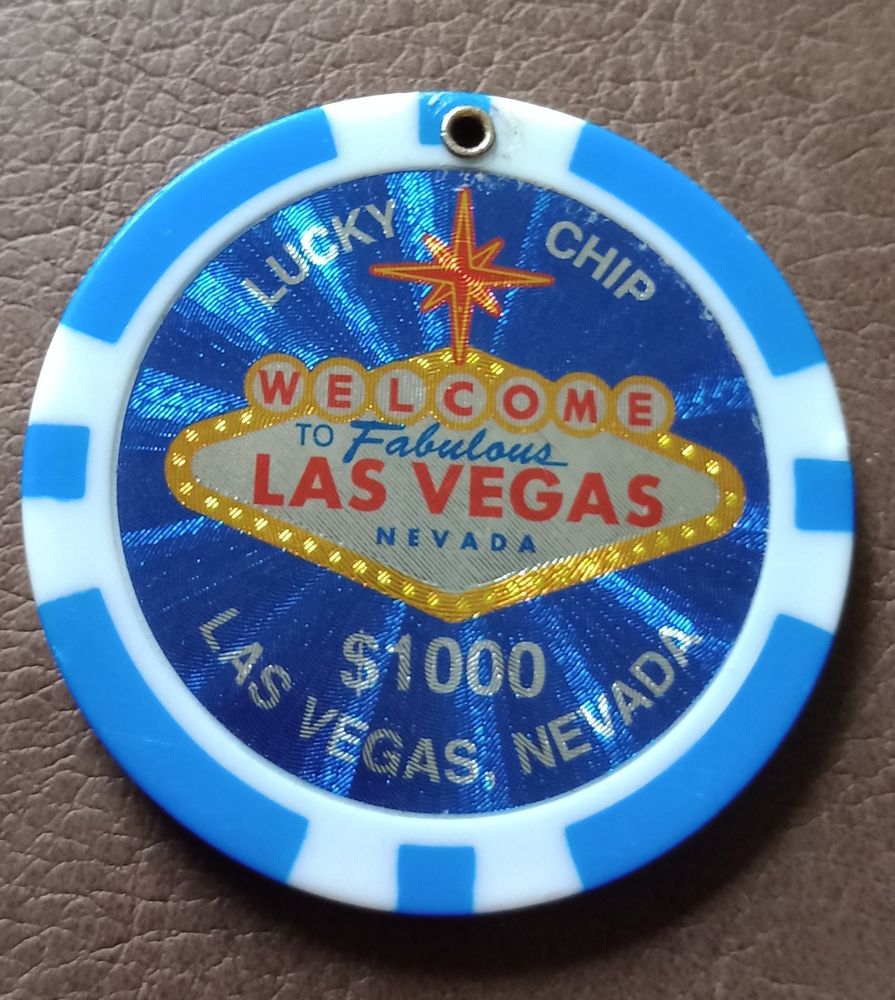 LUCKY CHIP
WELCOME
TO Fabulous
LAS VEGAS
NEVADA
$1000
LAS VEGAS, NEVADA